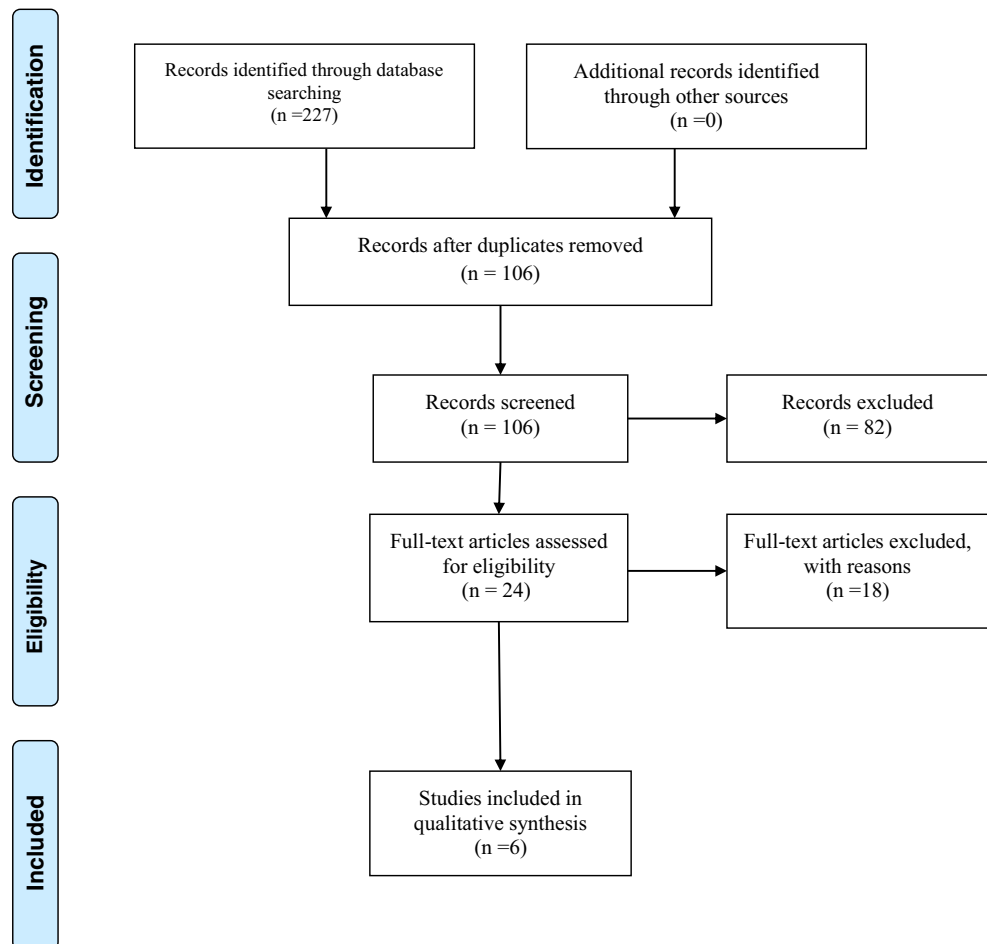 Identification
Records identified through database
searching
(n =227)
Additional records identified
through other sources
(n =0)
Screening
Records after duplicates removed
(n = 106)
Records screened
(n = 106)
Records excluded
(n = 82)
Eligibility
Full-text articles assessed
for eligibility
(n = 24)
Full-text articles excluded,
with reasons
(n =18)
Included
Studies included in
qualitative synthesis
(n =6)